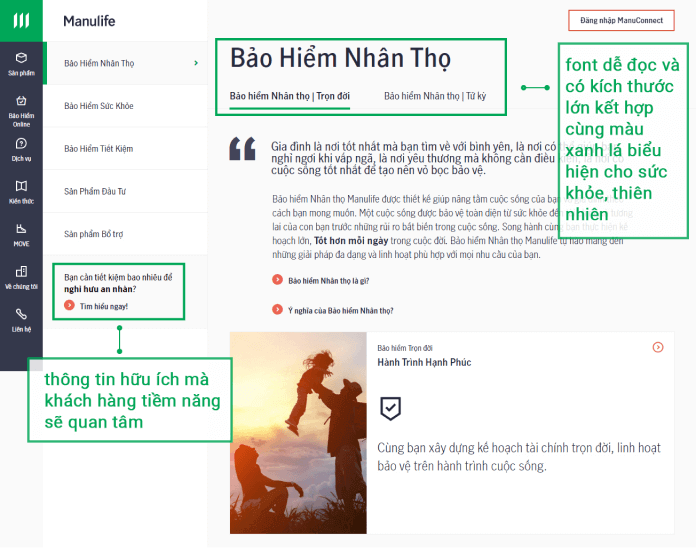 Manulife
Đăng nhập ManuConnect
Sản phẩm
Bảo Hiểm
Online
Dịch vụ
Kiến thức
MOVE
Về chúng tôi
Liên hệ
Bảo Hiểm Nhân Thọ
Bảo Hiểm Sức Khỏe
Bảo Hiểm Tiết Kiệm
Sản Phẩm Đầu Tư
Sản phẩm Bổ trợ
Bạn cần tiết kiệm bao nhiêu để
nghỉ hưu an nhàn?
Tìm hiểu ngay!
thông tin hữu ích mà
khách hàng tiềm năng
sẽ quan tâm
Bảo Hiểm Nhân Thọ
Bảo hiểm Nhân thọ | Trọn đời
Bảo hiểm Nhân thọ | Tử kỳ
font dễ đọc và
có kích thước
lớn kết hợp
cùng màu
xanh lá biểu
hiện cho sức
khỏe, thiên
nhiên
Gia đình là nơi tốt nhất mà bạn tìm về với bình yên, là nơi có thể
nghỉ ngơi khi vấp ngã, là nơi yêu thương mà không cần điều
cuộc sống tốt nhất để tạo nên vỏ bọc bảo vệ.
Bảo hiểm Nhân thọ Manulife được thiết kế giúp nâng tầm cuộc sống của bạn
cách bạn mong muốn. Một cuộc sống được bảo vệ toàn diện từ sức khỏe đến tương
lai của con bạn trước những rủi ro bất biến trong cuộc sống. Song hành cùng bạn thực hiện kế
hoạch lớn, Tốt hơn mỗi ngày trong cuộc đời. Bảo hiểm Nhân thọ Manulife tự hào mang đến
những giải pháp đa dạng và linh hoạt phù hợp với mọi nhu cầu của bạn.
Bảo hiểm Nhân thọ là gì?
Ý nghĩa của Bảo hiểm Nhân thọ?
Bảo hiểm Trọn đời
Hành Trình Hạnh Phúc
Cùng bạn xây dựng kế hoạch tài chính trọn đời, linh hoạt
bảo vệ trên hành trình cuộc sống.